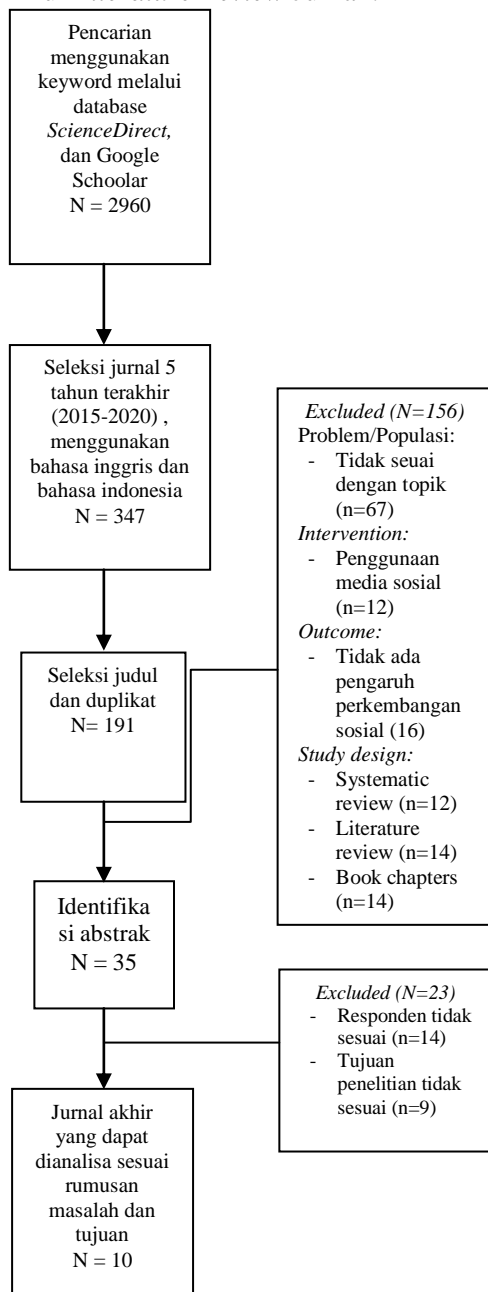 Pencarian
menggunakan
keyword melalui
database
ScienceDirect,
dan Google
Schoolar
N = 2960
Seleksi jurnal 5
tahun terakhir
(2015-2020) ,
menggunakan
bahasa inggris dan
bahasa indonesia
N = 347
Seleksi judul
dan duplikat
N= 191
Excluded (N=156)
Problem/Populasi:
- Tidak seuai
dengan topik
(n=67)
Intervention:
- Penggunaan
media sosial
(n=12)
Outcome:
- Tidak ada
pengaruh
perkembangan
sosial (16)
Study design:
- Systematic
review (n=12)
- Literature
review (n=14)
- Book chapters
(n=14)
Identifika
si abstrak
N = 35
Excluded (N=23)
- Responden tidak
sesuai (n=14)
- Tujuan
penelitian tidak
sesuai (n=9)
Jurnal akhir
yang dapat
dianalisa sesuai
rumusan
masalah dan
tujuan
N = 10